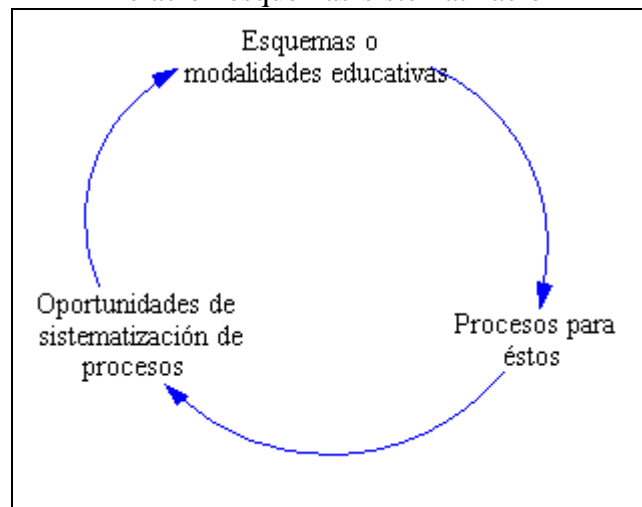 Esquemas o
modalidades educativas
Procesos para
éstos
Oportunidades de
sistematización de
procesos